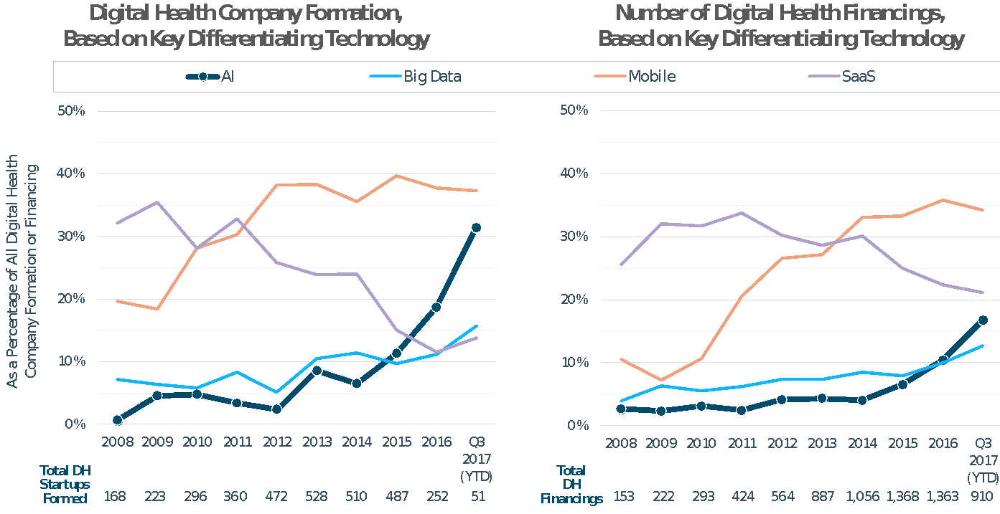 Digital Health Company Formation,
Based on Key Differentiating Technology
Number of Digital Health Financings,
Based on Key Differentiating Technology
AI
Big Data
Mobile
SaaS
As a Percentage of All Digital Health
Company Formation or Financing
50%
40%
30%
20%
10%
0%
2008 2009 2010 2011 2012 2013 2014 2015 2016 Q3
2017
(YTD)
Total DH
Startups
Formed
168 223 296 360 472 528 510 487 252 51
50%
40%
30%
20%
10%
0%
2008 2009 2010 2011 2012 2013 2014 2015 2016 Q3
2017
(YTD)
Total
DH
Financings
153 222 293 424 564 887 1,056 1,368 1,363 910